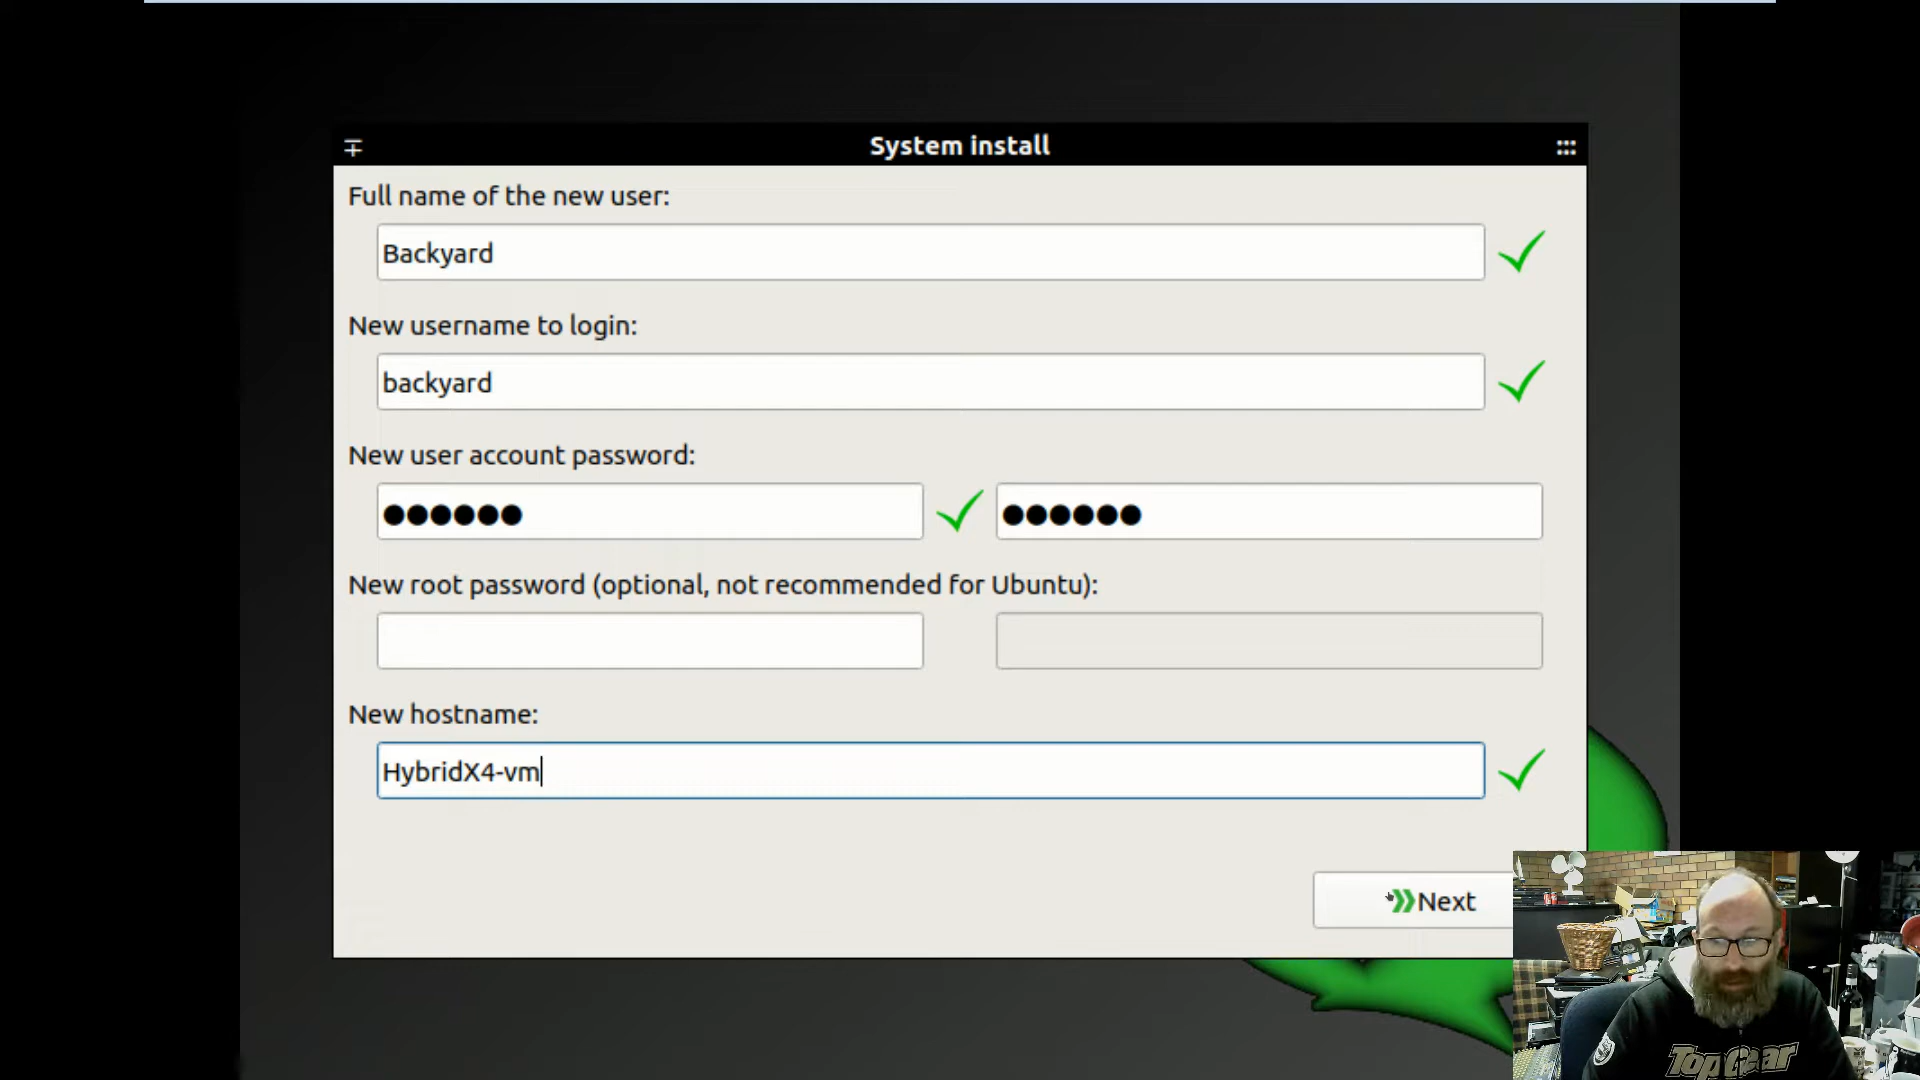 System install
Full name of the new user:
Backyard
New username to login:
backyard
New user account password:
●●●●●● ●●●●●●
New root password (optional, not recommended for Ubuntu):
New hostname:
HybridX4-vm
Next
Top Gear